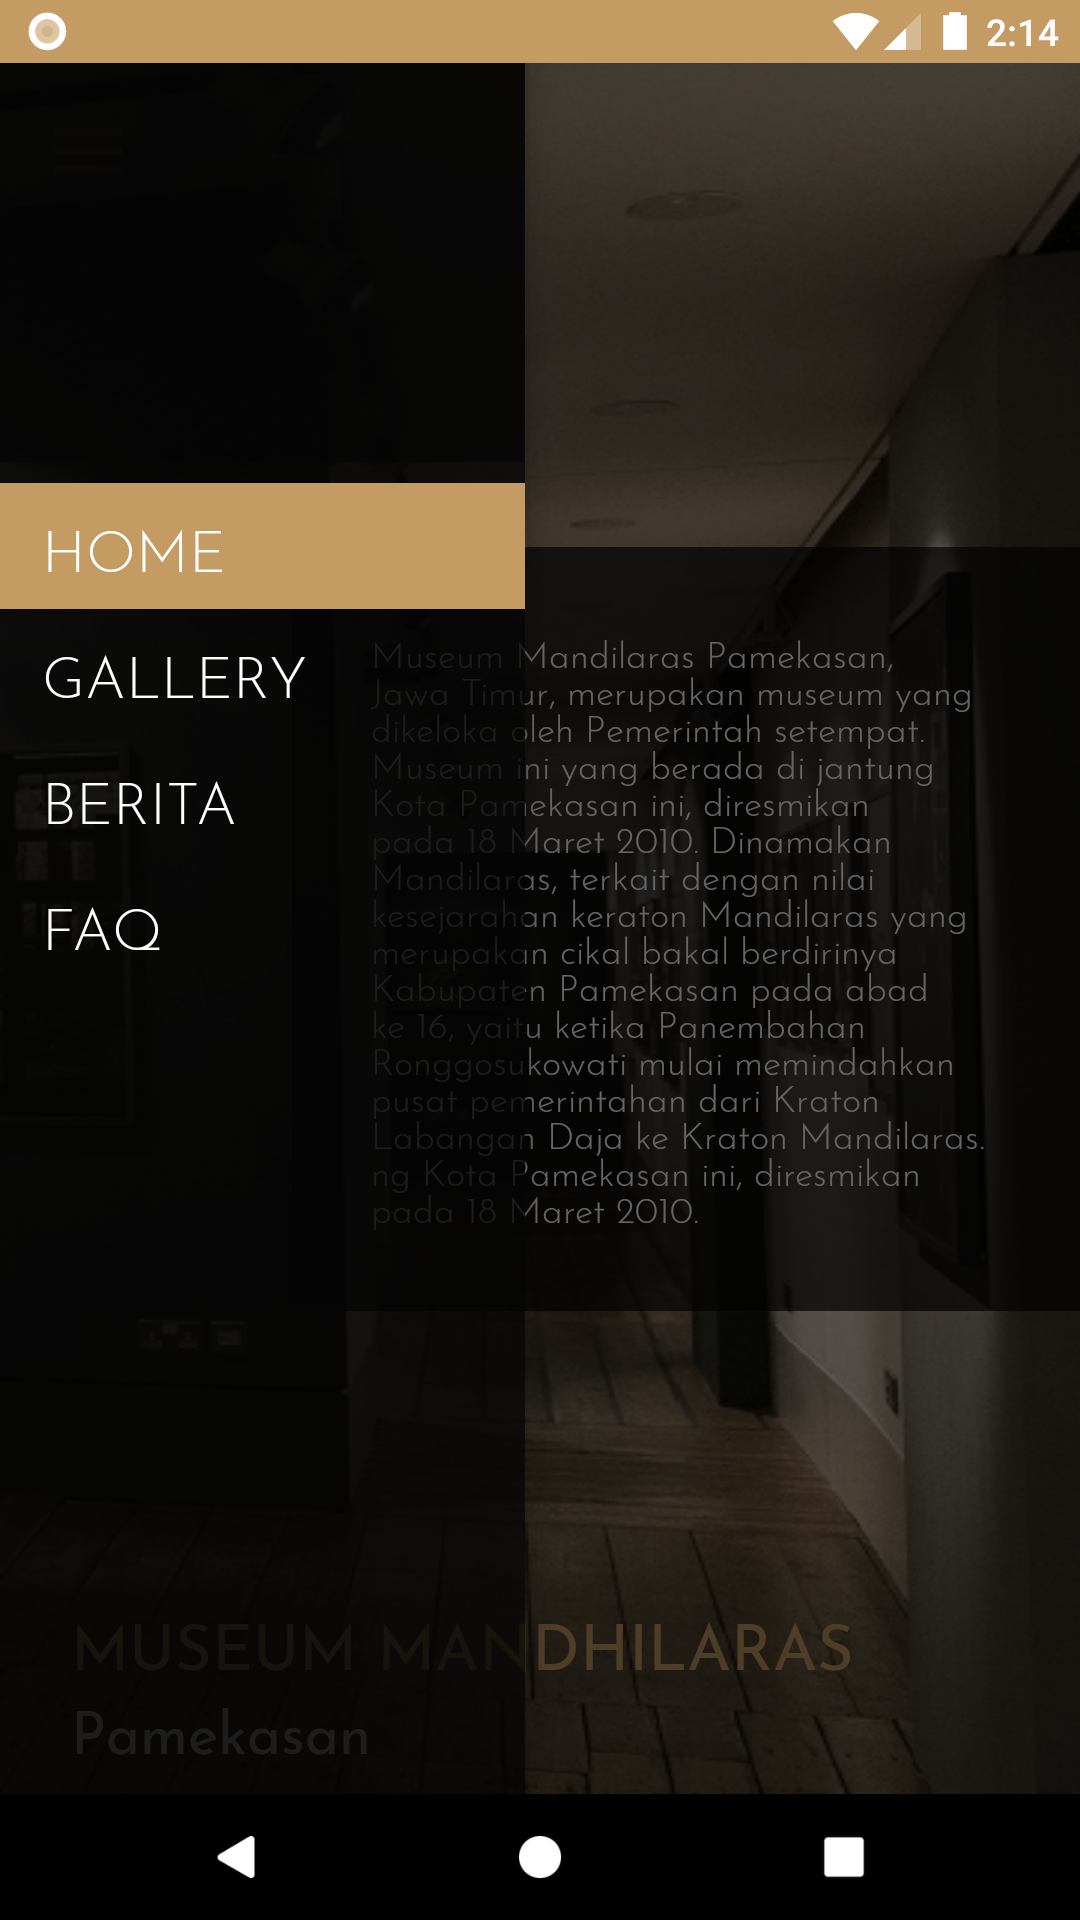 2:14
HOME
GALLERY
BERITA
FAQ
Museum Mandilaras Pamekasan,
Jawa Timur, merupakan museum yang
dikeloka oleh Pemerintah setempat.
Museum ini yang berada di jantung
Kota Pamekasan ini, diresmikan
pada 18 Maret 2010. Dinamakan
Mandilaras, terkait dengan nilai
kesejarahan keraton Mandilaras yang
merupakan cikal bakal berdirinya
Kabupaten Pamekasan pada abad
ke 16, yaitu ketika Panembahan
Ronggosukowati mulai memindahkan
pusat pemerintahan dari Kraton
Labangan Daja ke Kraton Mandilaras.
ng Kota Pamekasan ini, diresmikan
pada 18 Maret 2010.
MUSEUM MANDHILARAS
Pamekasan